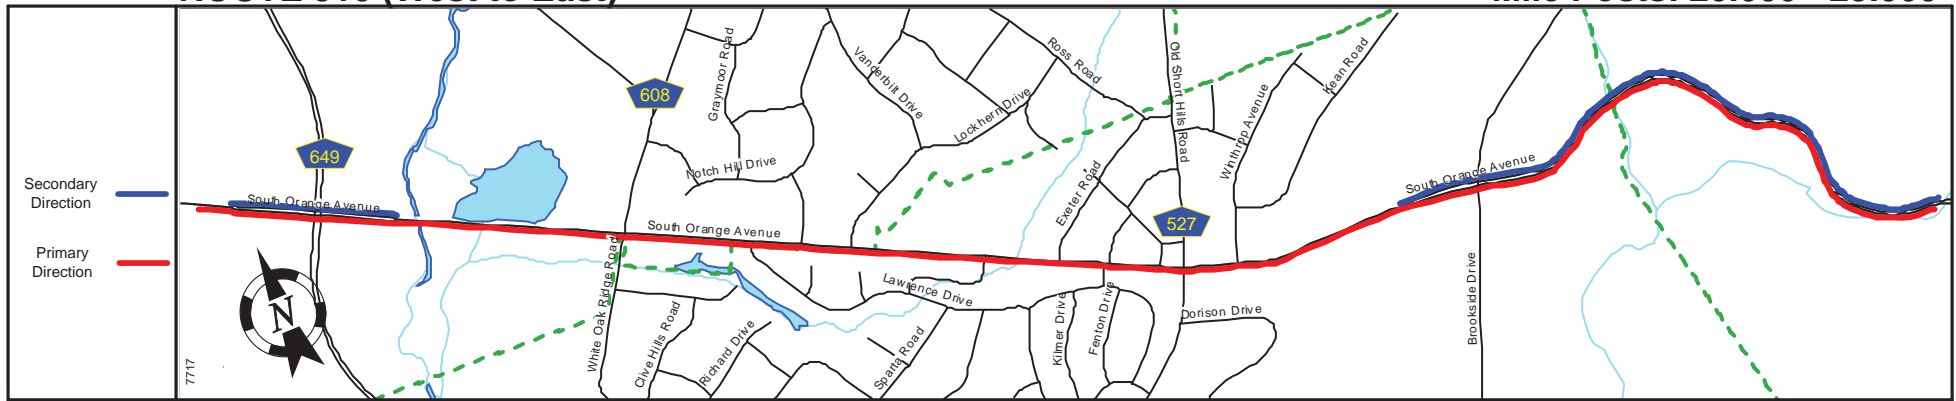 Secondary
Direction
Primary
Direction
649
608
527
South Orange Avenue
South Orange Avenue
South Orange Avenue
Graymoor Road
Notch Hill Drive
Vanderbilt Drive
Lockhern Drive
Ross Road
Old Short Hills Road
Winthrop Avenue
Kean Road
Exeter Road
White Oak Ridge Road
Clive Hills Road
Richard Drive
Lawrence Drive
Sparta Road
Kilmer Drive
Fenton Drive
Dorison Drive
Brookside Drive
N
7717